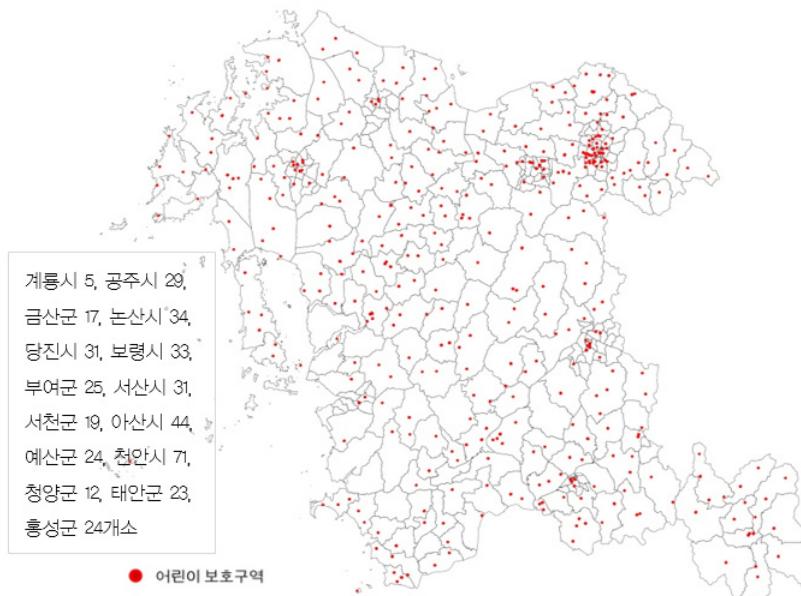 계룡시 5, 공주시 29,
금산군 17, 논산시 34,
당진시 31, 보령시 33,
부여군 25, 서산시 31,
서천군 19, 아산시 44,
예산군 24, 천안시 71,
청양군 12, 태안군 23,
홍성군 24개소
어린이 보호구역